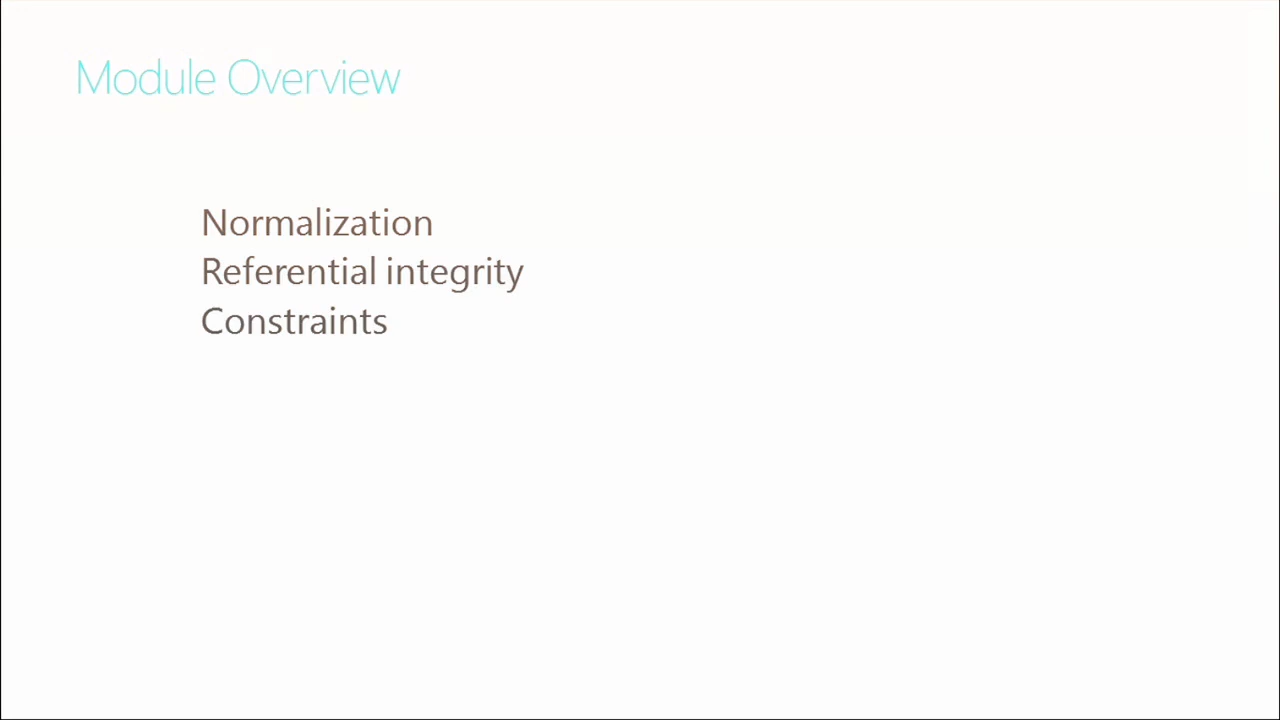 Module Overview
Normalization
Referential integrity
Constraints